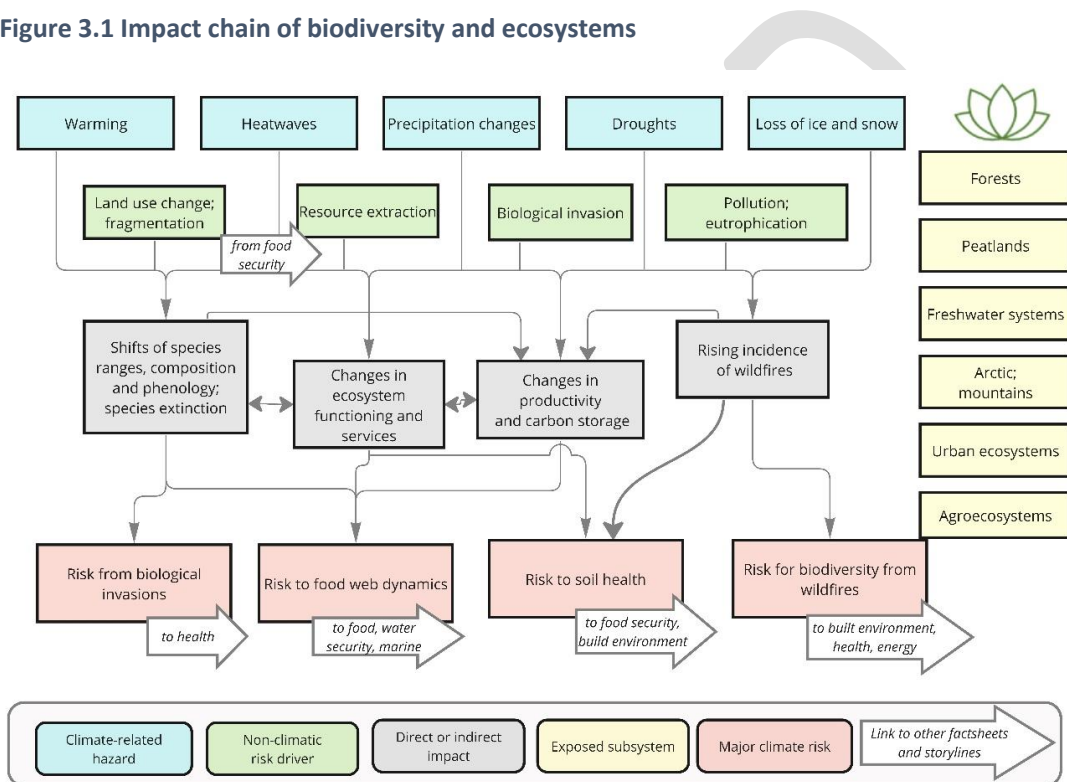 Figure 3.1 Impact chain of biodiversity and ecosystems
Warming
Heatwaves
Precipitation changes
Droughts
Loss of ice and snow
Land use change;
fragmentation
Resource extraction
Biological invasion
Pollution;
eutrophication
from food
security
Shifts of species
ranges, composition
and phenology;
species extinction
Changes in
ecosystem
functioning and
services
Changes in
productivity
and carbon storage
Rising incidence
of wildfires
Forests
Peatlands
Freshwater systems
Arctic;
mountains
Urban ecosystems
Agroecosystems
Risk from biological
invasions
to health
Risk to food web dynamics
to food, water
security, marine
Risk to soil health
to food security,
build environment
Risk for biodiversity from
wildfires
to built environment,
health, energy
Climate-related
hazard
Non-climatic
risk driver
Direct or indirect
impact
Exposed subsystem
Major climate risk
Link to other factsheets
and storylines